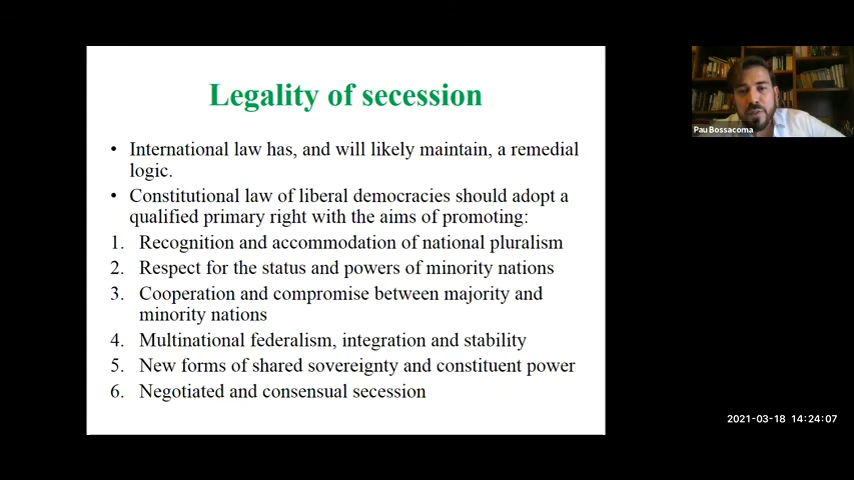 Legality of secession
• International law has, and will likely maintain, a remedial
logic.
• Constitutional law of liberal democracies should adopt a
qualified primary right with the aims of promoting:
1. Recognition and accommodation of national pluralism
2. Respect for the status and powers of minority nations
3. Cooperation and compromise between majority and
minority nations
4. Multinational federalism, integration and stability
5. New forms of shared sovereignty and constituent power
6. Negotiated and consensual secession
Pau Bossacoma
2021-03-18 14:24:07